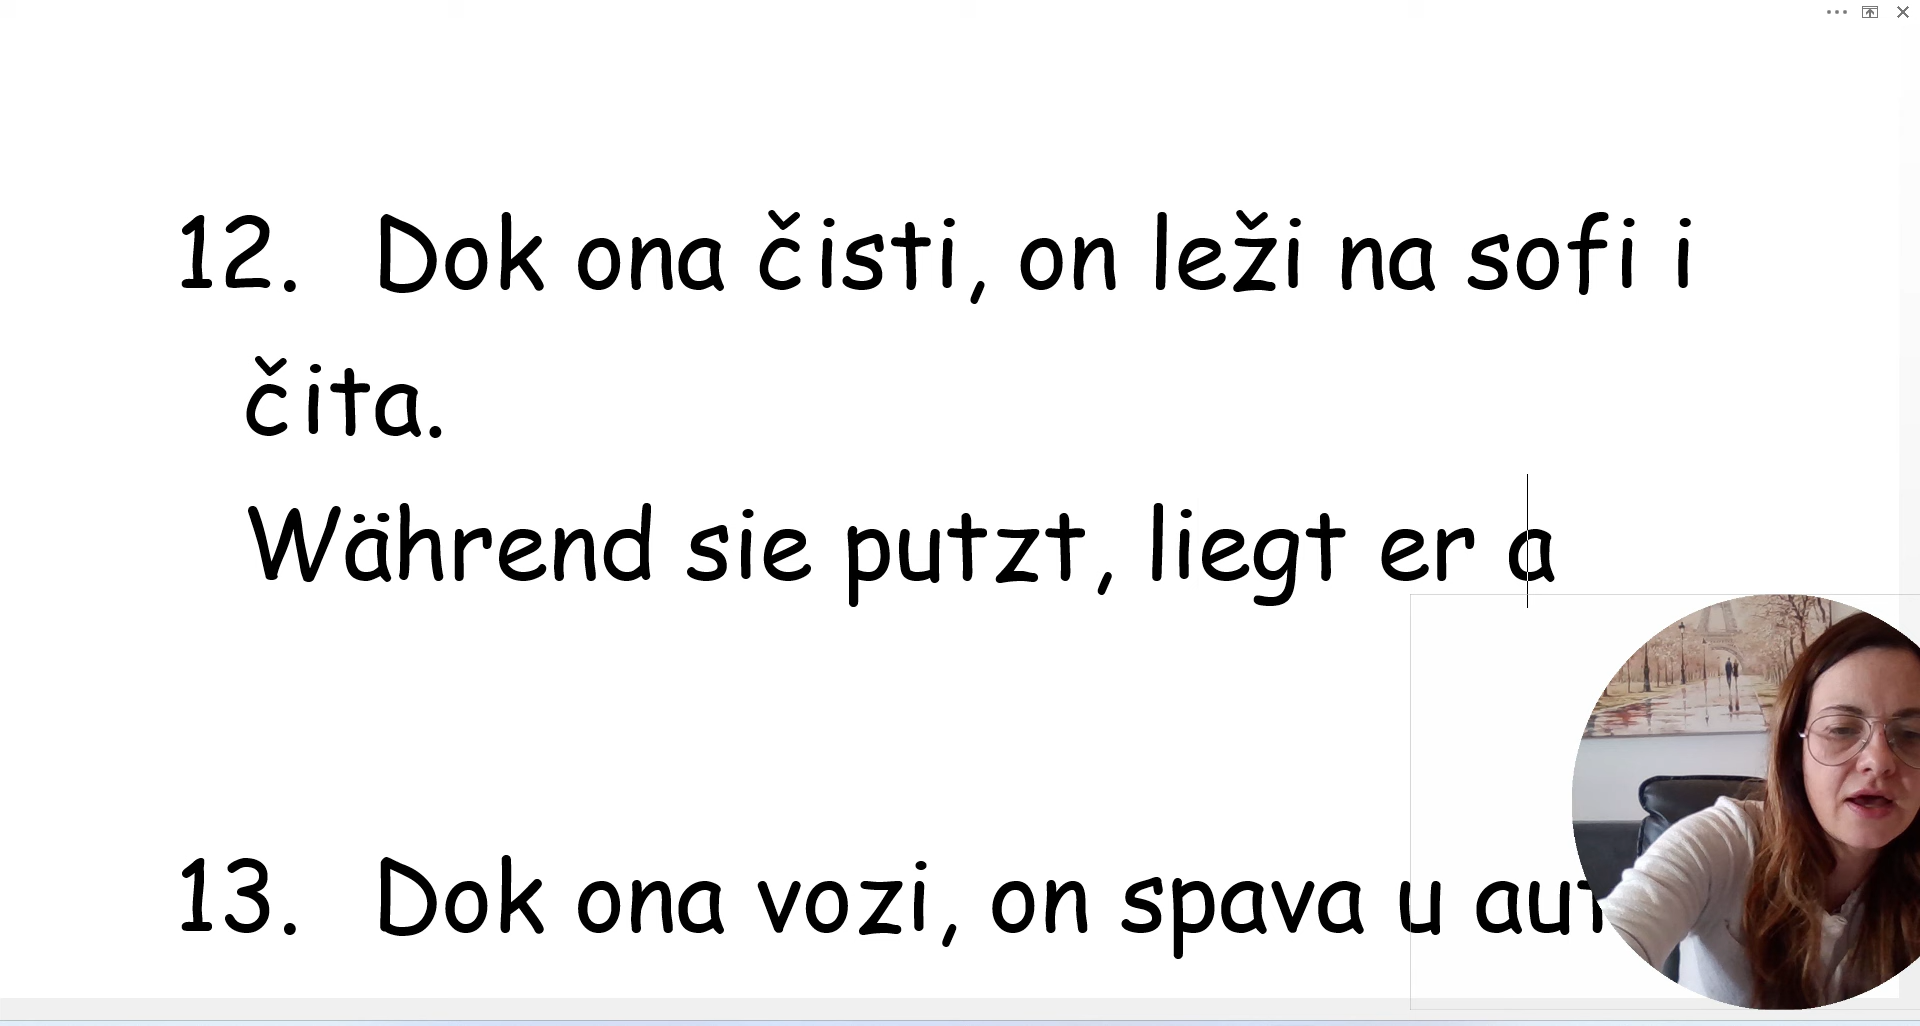 12. Dok ona čisti, on leži na sofi i
čita.
Während sie putzt, liegt er a
13. Dok ona vozi, on spava u